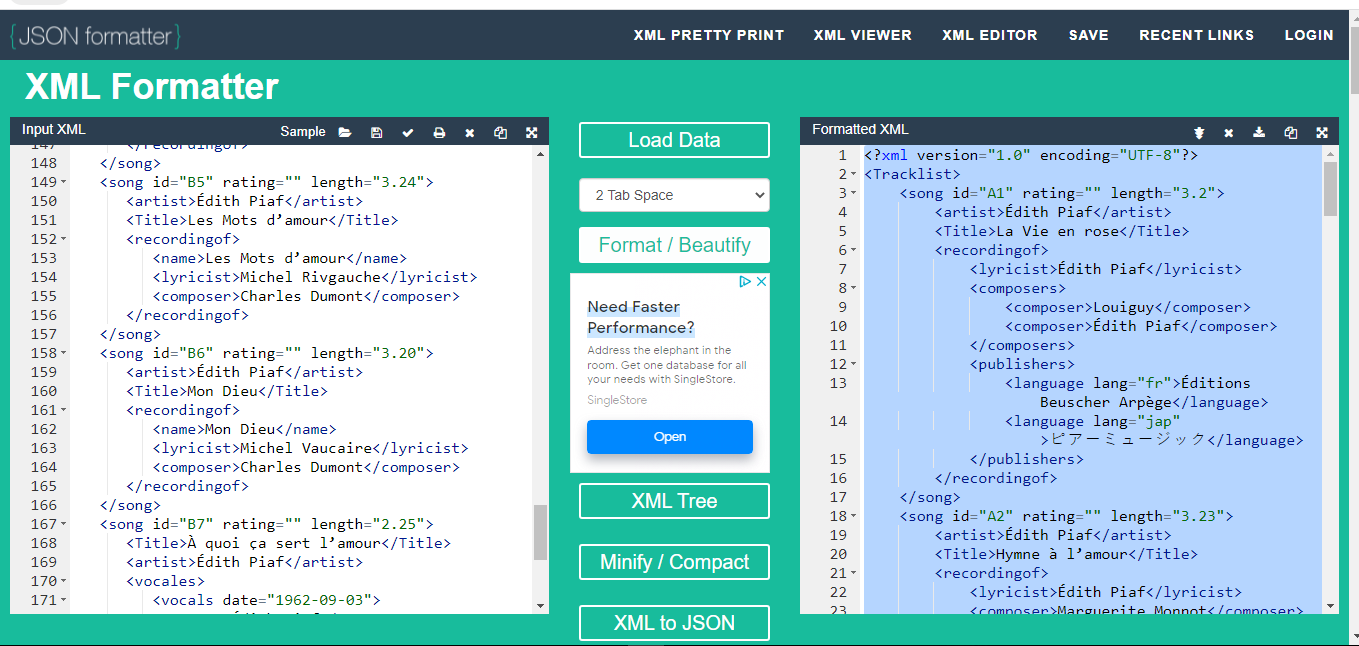 {JSON formatter}
XML PRETTY PRINT
XML VIEWER
XML EDITOR
SAVE
RECENT LINKS
LOGIN
XML Formatter
Input XML
Sample
147 </recordingof>
148 </song>
149 <song id="B5" rating="" length="3.24">
150 <artist>Édith Piaf</artist>
151 <Title>Les Mots d’amour</Title>
152 <recordingof>
153 <name>Les Mots d’amour</name>
154 <lyricist>Michel Rivgauche</lyricist>
155 <composer>Charles Dumont</composer>
156 </recordingof>
157 </song>
158 <song id="B6" rating="" length="3.20">
159 <artist>Édith Piaf</artist>
160 <Title>Mon Dieu</Title>
161 <recordingof>
162 <name>Mon Dieu</name>
163 <lyricist>Michel Vaucaire</lyricist>
164 <composer>Charles Dumont</composer>
165 </recordingof>
166 </song>
167 <song id="B7" rating="" length="2.25">
168 <Title>À quoi ça sert l’amour</Title>
169 <artist>Édith Piaf</artist>
170 <vocales>
171 <vocals date="1962-09-03">
Load Data
2 Tab Space
Format / Beautify
Need Faster
Performance?
Address the elephant in the
room. Get one database for all
your needs with SingleStore.
SingleStore
Open
XML Tree
Minify / Compact
XML to JSON
Formatted XML
1 <?xml version="1.0" encoding="UTF-8"?>
2 <Tracklist>
3 <song id="A1" rating="" length="3.2">
4 <artist>Édith Piaf</artist>
5 <Title>La Vie en rose</Title>
6 <recordingof>
7 <lyricist>Édith Piaf</lyricist>
8 <composers>
9 <composer>Louiguy</composer>
10 <composer>Édith Piaf</composer>
11 </composers>
12 <publishers>
13 <language lang="fr">Éditions
Beuscher Arpège</language>
14 <language lang="jap"
>ピアーミュージック</language>
15 </publishers>
16 </recordingof>
17 </song>
18 <song id="A2" rating="" length="3.23">
19 <artist>Édith Piaf</artist>
20 <Title>Hymne à l’amour</Title>
21 <recordingof>
22 <lyricist>Édith Piaf</lyricist>
23 <composer>Marguerite Monnot</composer>